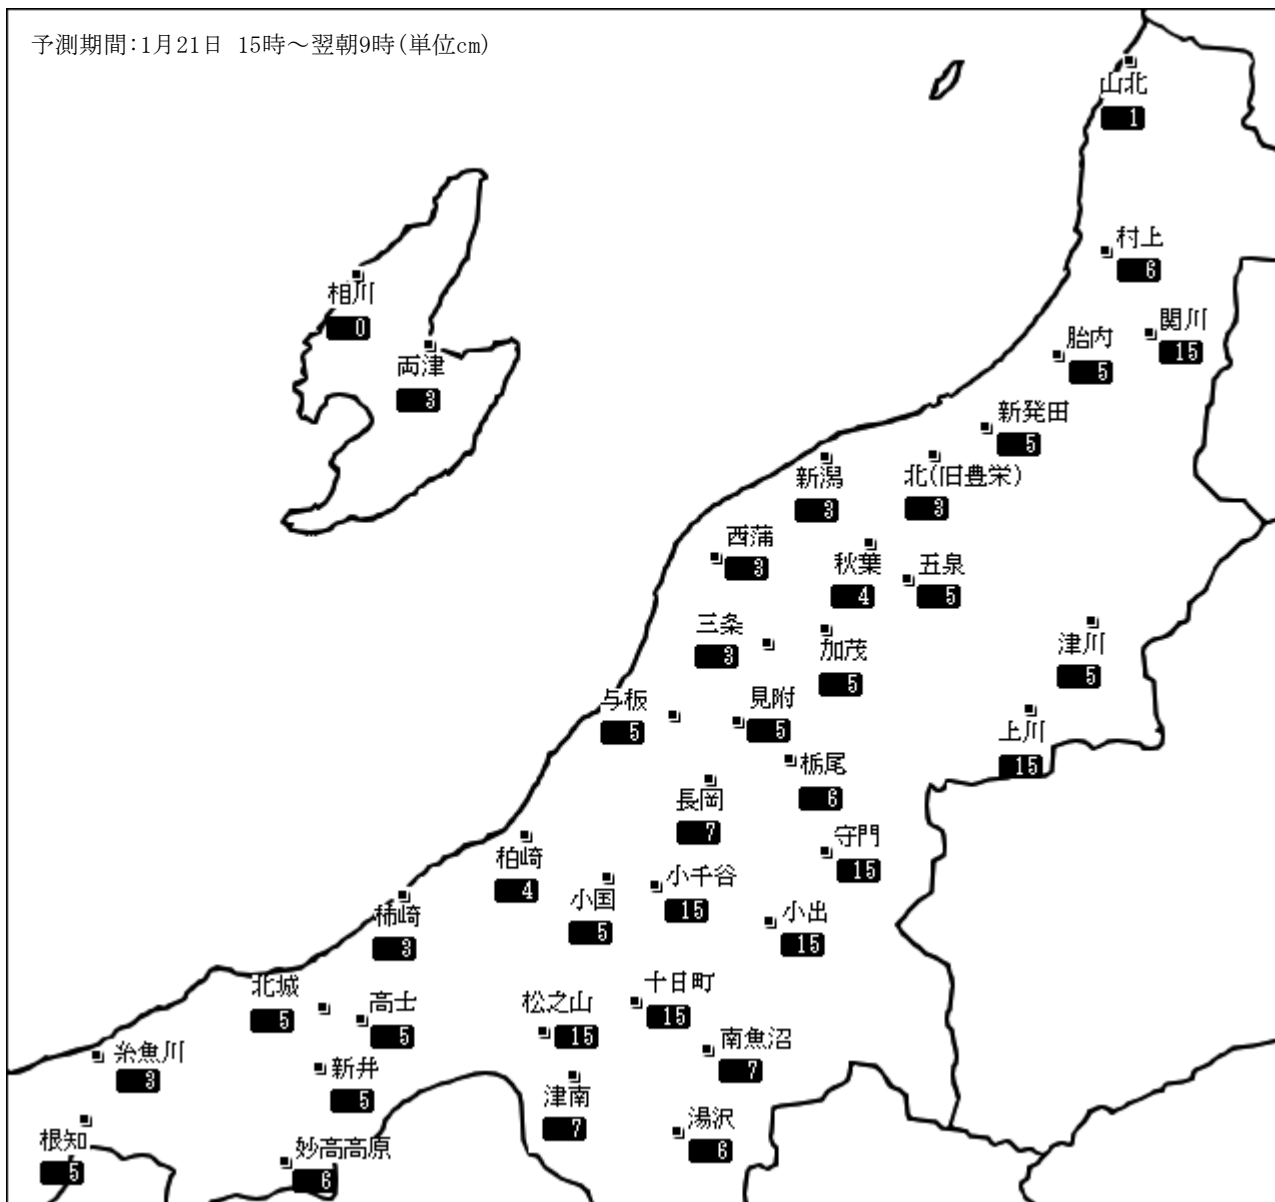 予測期間:1月21日 15時～翌朝9時(単位cm)
山北
1
村上
6
相川
0
関川
15
胎内
5
両津
3
新発田
5
新潟
3
北(旧豊栄)
3
西蒲
3
秋葉
4
五泉
5
三条
3
加茂
5
津川
5
与板
5
見附
5
上川
15
栃尾
6
長岡
7
守門
15
柏崎
4
小国
5
小千谷
15
小出
15
柿崎
3
北城
5
高士
5
松之山
15
十日町
15
南魚沼
7
糸魚川
3
新井
5
津南
7
湯沢
6
根知
5
妙高高原
6